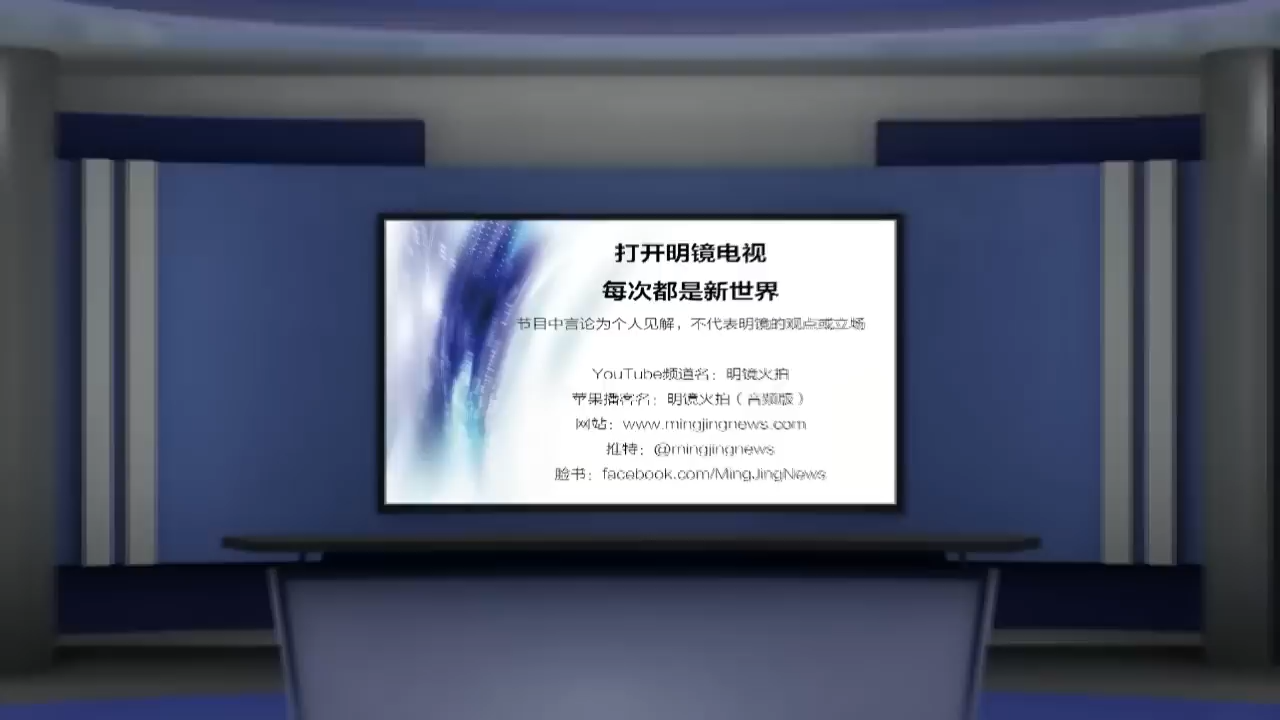 打开明镜电视
每次都是新世界
节目中言论为个人见解，不代表明镜的观点或立场
YouTube频道名：明镜火拍
苹果播客名：明镜火拍（音频版）
网站：www.mingjingnews.com
推特：@mingjingnews
脸书：facebook.com/MingJingNews